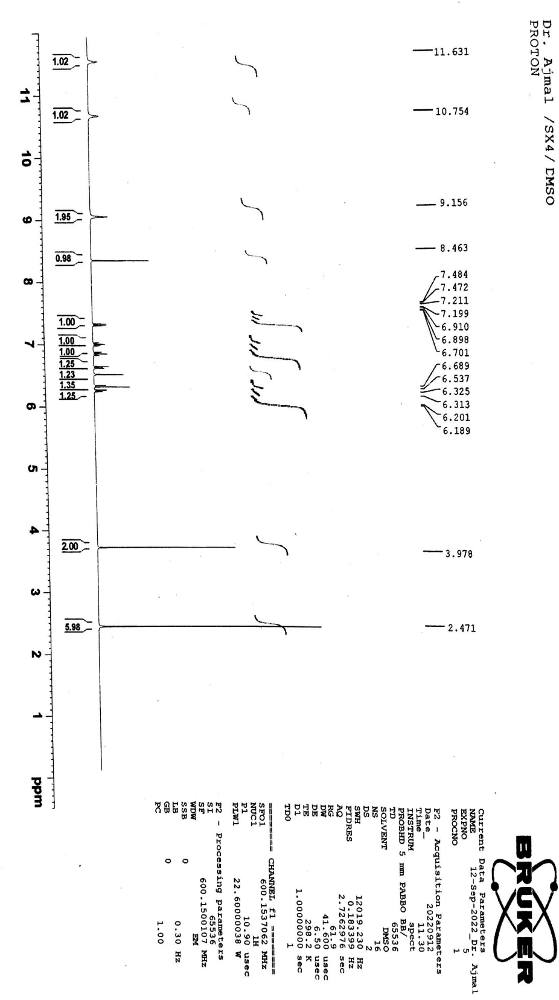 Dr. Ajmal /SX4/ DMSO
PROTON
11.631
10.754
9.156
8.463
7.484
7.472
7.211
7.199
6.910
6.898
6.701
6.689
6.537
6.325
6.313
6.201
6.189
3.978
2.471
1.02
1.02
1.95
0.98
1.00
1.00
1.00
1.25
1.23
1.35
1.25
2.00
5.98
11
10
9
8
7
6
5
4
3
2
1
ppm
BRUKER
Current Data Parameters
NAME 12-Sep-2022_Dr. Ajmal
EXPNO 5
PROCNO 1
F2 - Acquisition Parameters
Date_ 20220912
Time 11.30
INSTRUM spect
PROBHD 5 mm PABBO BB/
TD 65536
SOLVENT DMSO
NS 16
DS 2
SWH 12019.230 Hz
FIDRES 0.183399 Hz
AQ 2.7262976 sec
RG 61.9
DW 41.600 usec
DE 6.50 usec
TE 298.2 K
D1 1.00000000 sec
TD0 1
======== CHANNEL f1 ========
SFO1 600.1537062 MHz
NUC1 1H
P1 10.90 usec
PLW1 22.60000038 W
F2 - Processing parameters
SI 65536
SF 600.1500107 MHz
WDW EM
SSB 0
LB 0.30 Hz
GB 0
PC 1.00